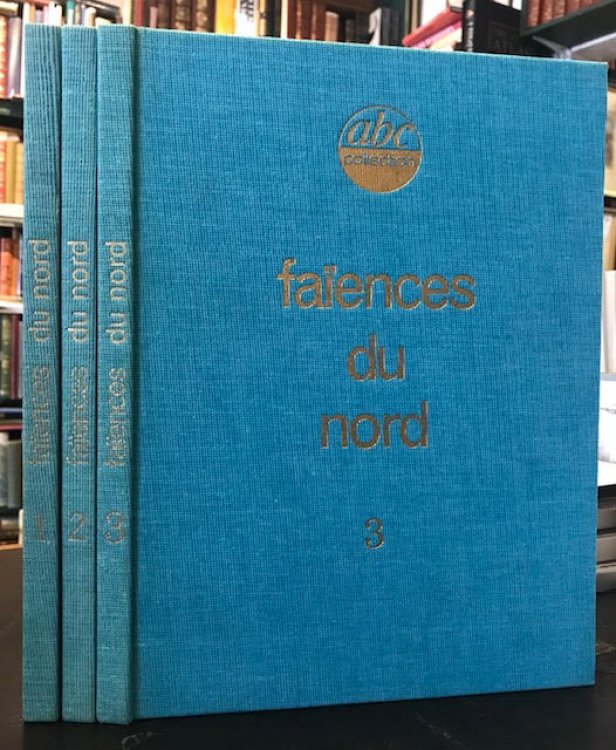 1 faïences du nord
2 faïences du nord
3 faïences du nord
abc
collection
faïences
du
nord
3